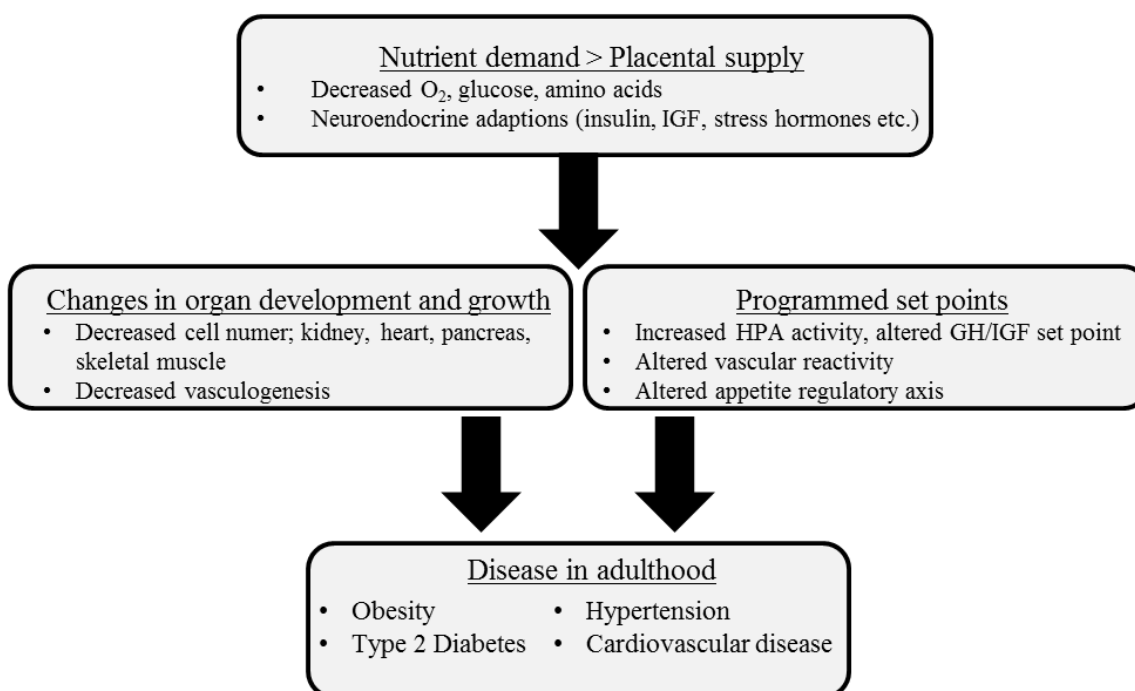 Nutrient demand > Placental supply
• Decreased O₂, glucose, amino acids
• Neuroendocrine adaptions (insulin, IGF, stress hormones etc.)
Changes in organ development and growth
• Decreased cell numer; kidney, heart, pancreas,
skeletal muscle
• Decreased vasculogenesis
Programmed set points
• Increased HPA activity, altered GH/IGF set point
• Altered vascular reactivity
• Altered appetite regulatory axis
Disease in adulthood
• Obesity
• Type 2 Diabetes
• Hypertension
• Cardiovascular disease